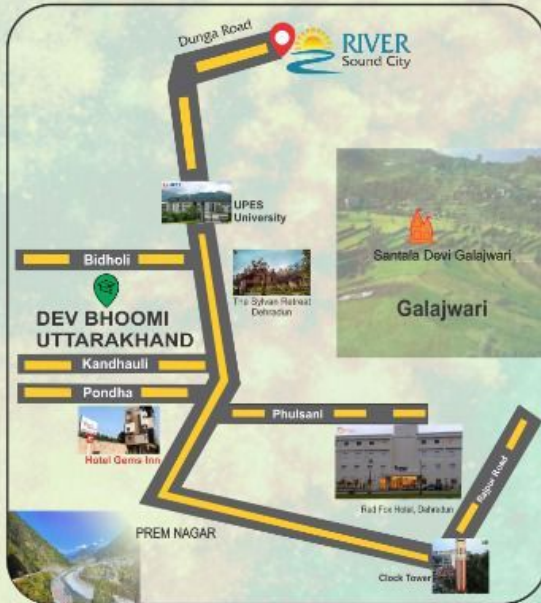 Dunga Road
RIVER
Sound City
UPES
University
Bidholi
The Sylvan Retreat
Dehradun
Santala Devi Galajwari
Galajwari
DEV BHOOMI
UTTARAKHAND
Kandhauli
Pondha
Phulsani
Hotel Gems Inn
Rajpur Road
Red Fox Hotel, Dehradun
PREM NAGAR
Clock Tower